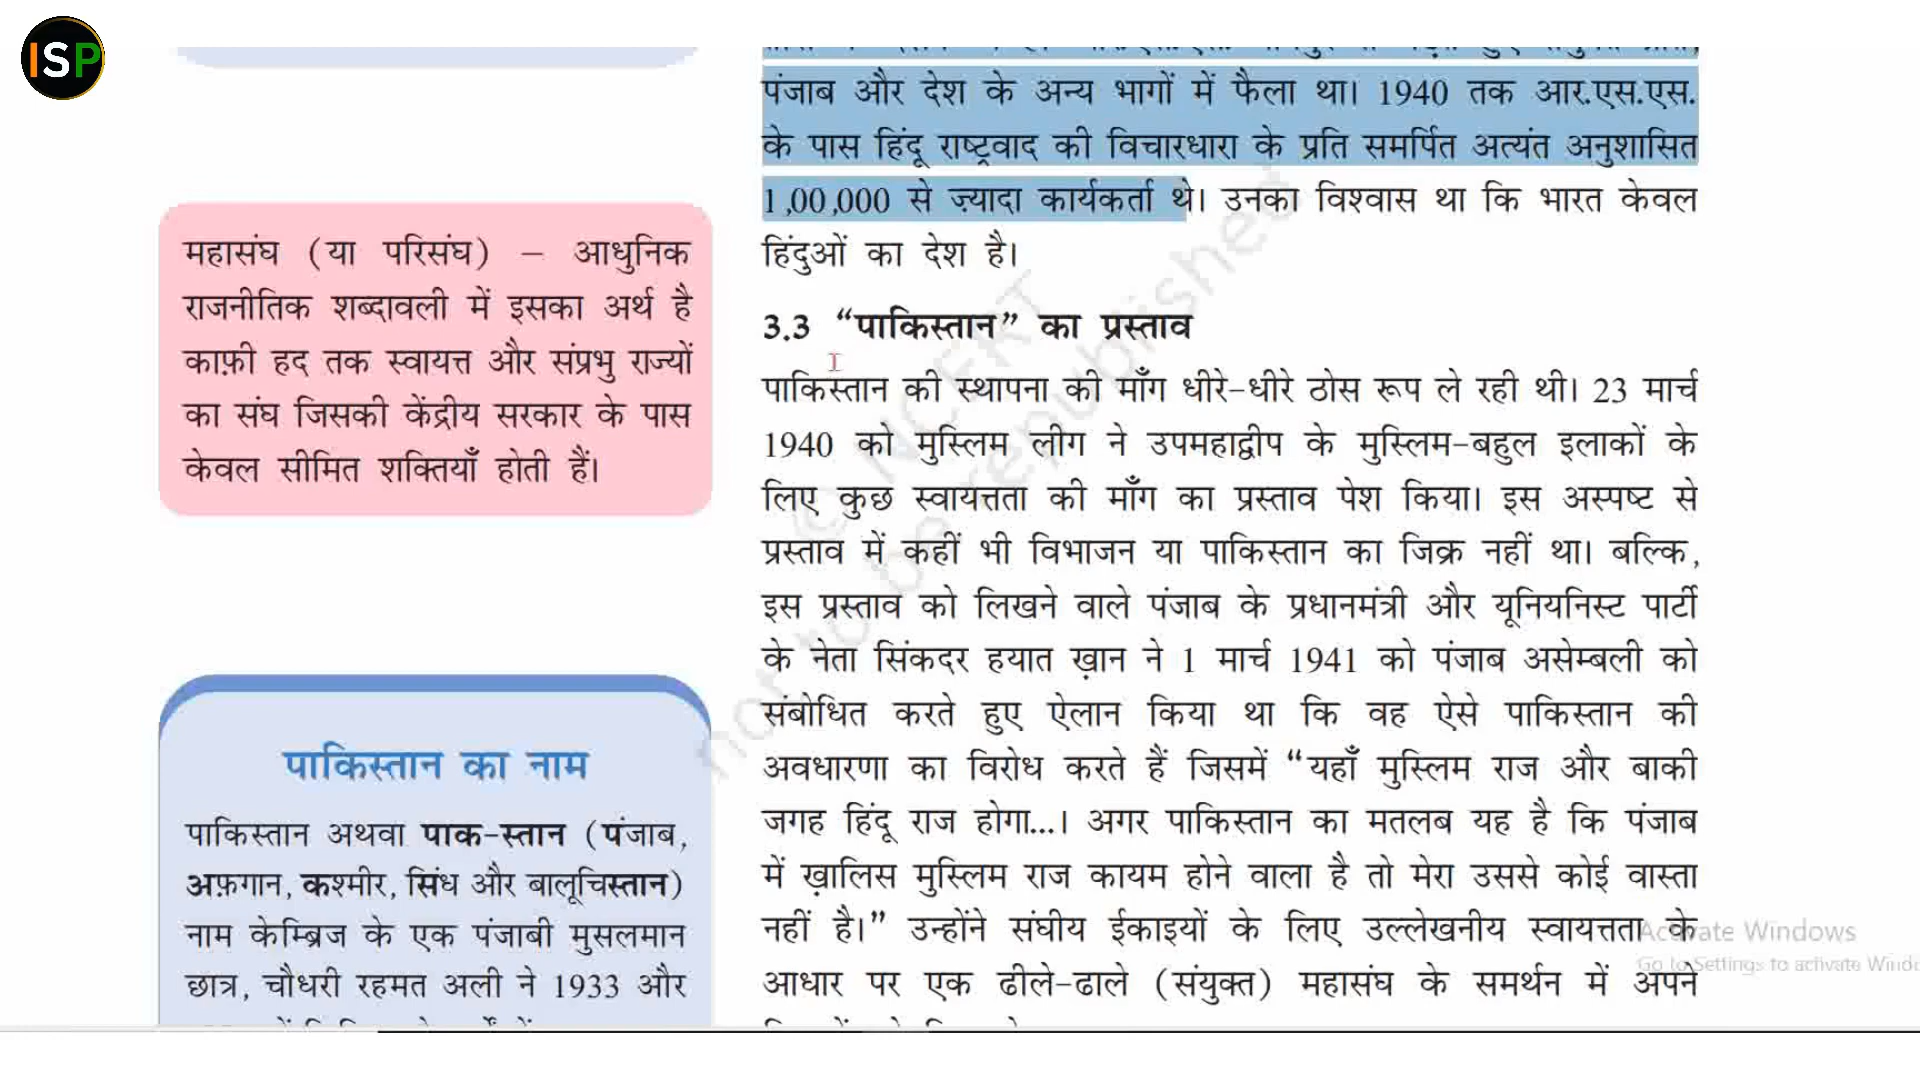 ISP
पंजाब और देश के अन्य भागों में फैला था। 1940 तक आर.एस.एस.
के पास हिंदू राष्ट्रवाद की विचारधारा के प्रति समर्पित अत्यंत अनुशासित
1,00,000 से ज़्यादा कार्यकर्ता थे। उनका विश्वास था कि भारत केवल
हिंदुओं का देश है।
3.3 “पाकिस्तान” का प्रस्ताव
पाकिस्तान की स्थापना की माँग धीरे-धीरे ठोस रूप ले रही थी। 23 मार्च
1940 को मुस्लिम लीग ने उपमहाद्वीप के मुस्लिम-बहुल इलाकों के
लिए कुछ स्वायत्तता की माँग का प्रस्ताव पेश किया। इस अस्पष्ट से
प्रस्ताव में कहीं भी विभाजन या पाकिस्तान का जिक्र नहीं था। बल्कि,
इस प्रस्ताव को लिखने वाले पंजाब के प्रधानमंत्री और यूनियनिस्ट पार्टी
के नेता सिंकदर हयात ख़ान ने 1 मार्च 1941 को पंजाब असेम्बली को
संबोधित करते हुए ऐलान किया था कि वह ऐसे पाकिस्तान की
अवधारणा का विरोध करते हैं जिसमें “यहाँ मुस्लिम राज और बाकी
जगह हिंदू राज होगा...। अगर पाकिस्तान का मतलब यह है कि पंजाब
में ख़ालिस मुस्लिम राज कायम होने वाला है तो मेरा उससे कोई वास्ता
नहीं है।” उन्होंने संघीय ईकाइयों के लिए उल्लेखनीय स्वायत्तता के
आधार पर एक ढीले-ढाले (संयुक्त) महासंघ के समर्थन में अपने
महासंघ (या परिसंघ) – आधुनिक
राजनीतिक शब्दावली में इसका अर्थ है
काफ़ी हद तक स्वायत्त और संप्रभु राज्यों
का संघ जिसकी केंद्रीय सरकार के पास
केवल सीमित शक्तियाँ होती हैं।
पाकिस्तान का नाम
पाकिस्तान अथवा पाक-स्तान (पंजाब,
अफ़गान, कश्मीर, सिंध और बालूचिस्तान)
नाम केम्ब्रिज के एक पंजाबी मुसलमान
छात्र, चौधरी रहमत अली ने 1933 और
© NCERT
not to be republished
Activate Windows
Go to Settings to activate Windo